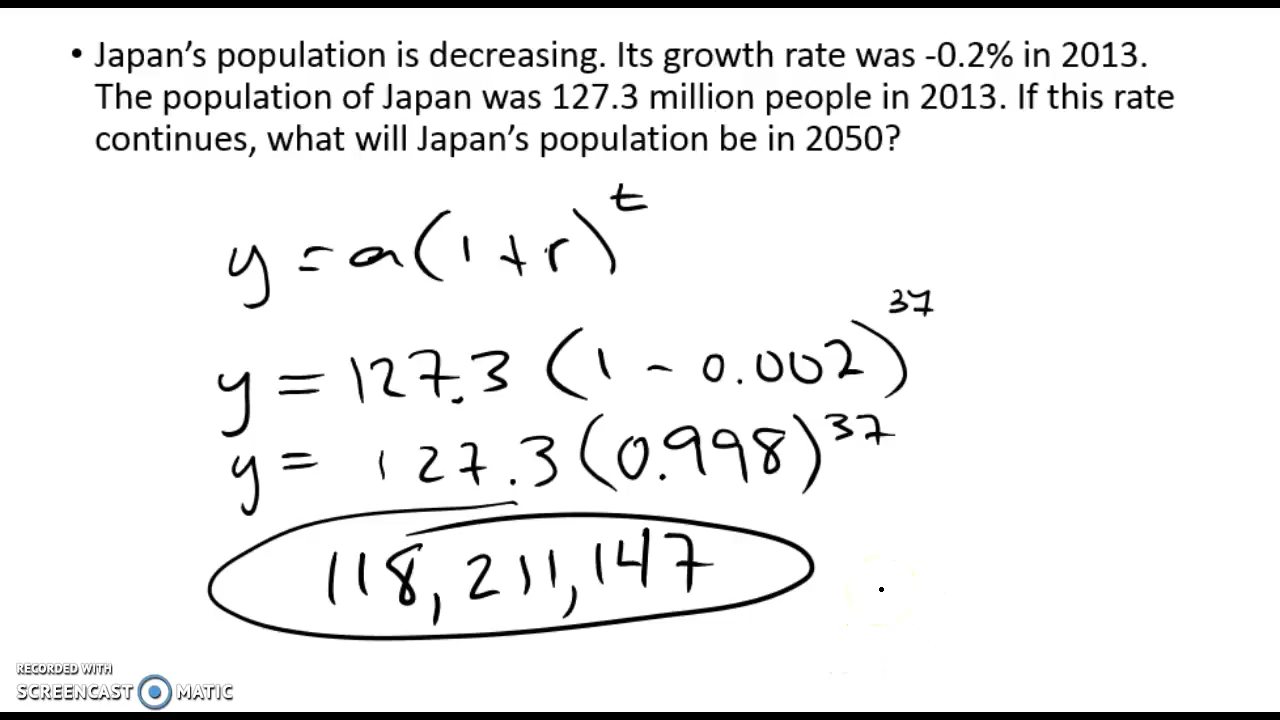 • Japan's population is decreasing. Its growth rate was -0.2% in 2013.
The population of Japan was 127.3 million people in 2013. If this rate
continues, what will Japan's population be in 2050?
y = a(1+r)^t
y = 127.3 (1 - 0.002)^37
y = 127.3 (0.998)^37
118,211,147
RECORDED WITH
SCREENCAST MATIC